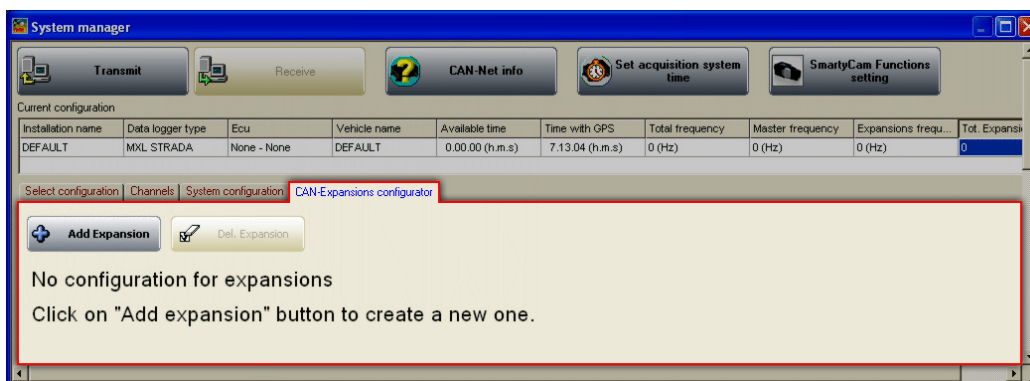 System manager
Transmit
Receive
CAN-Net info
Set acquisition system
time
SmartyCam Functions
setting
Current configuration
Installation name Data logger type Ecu Vehicle name Available time Time with GPS Total frequency Master frequency Expansions frequ... Tot. Expansi
DEFAULT MXL STRADA None - None DEFAULT 0.00.00 (h.m.s) 7.13.04 (h.m.s) 0 (Hz) 0 (Hz) 0 (Hz) 0
Select configuration Channels System configuration CAN-Expansions configurator
Add Expansion Del. Expansion
No configuration for expansions
Click on "Add expansion" button to create a new one.